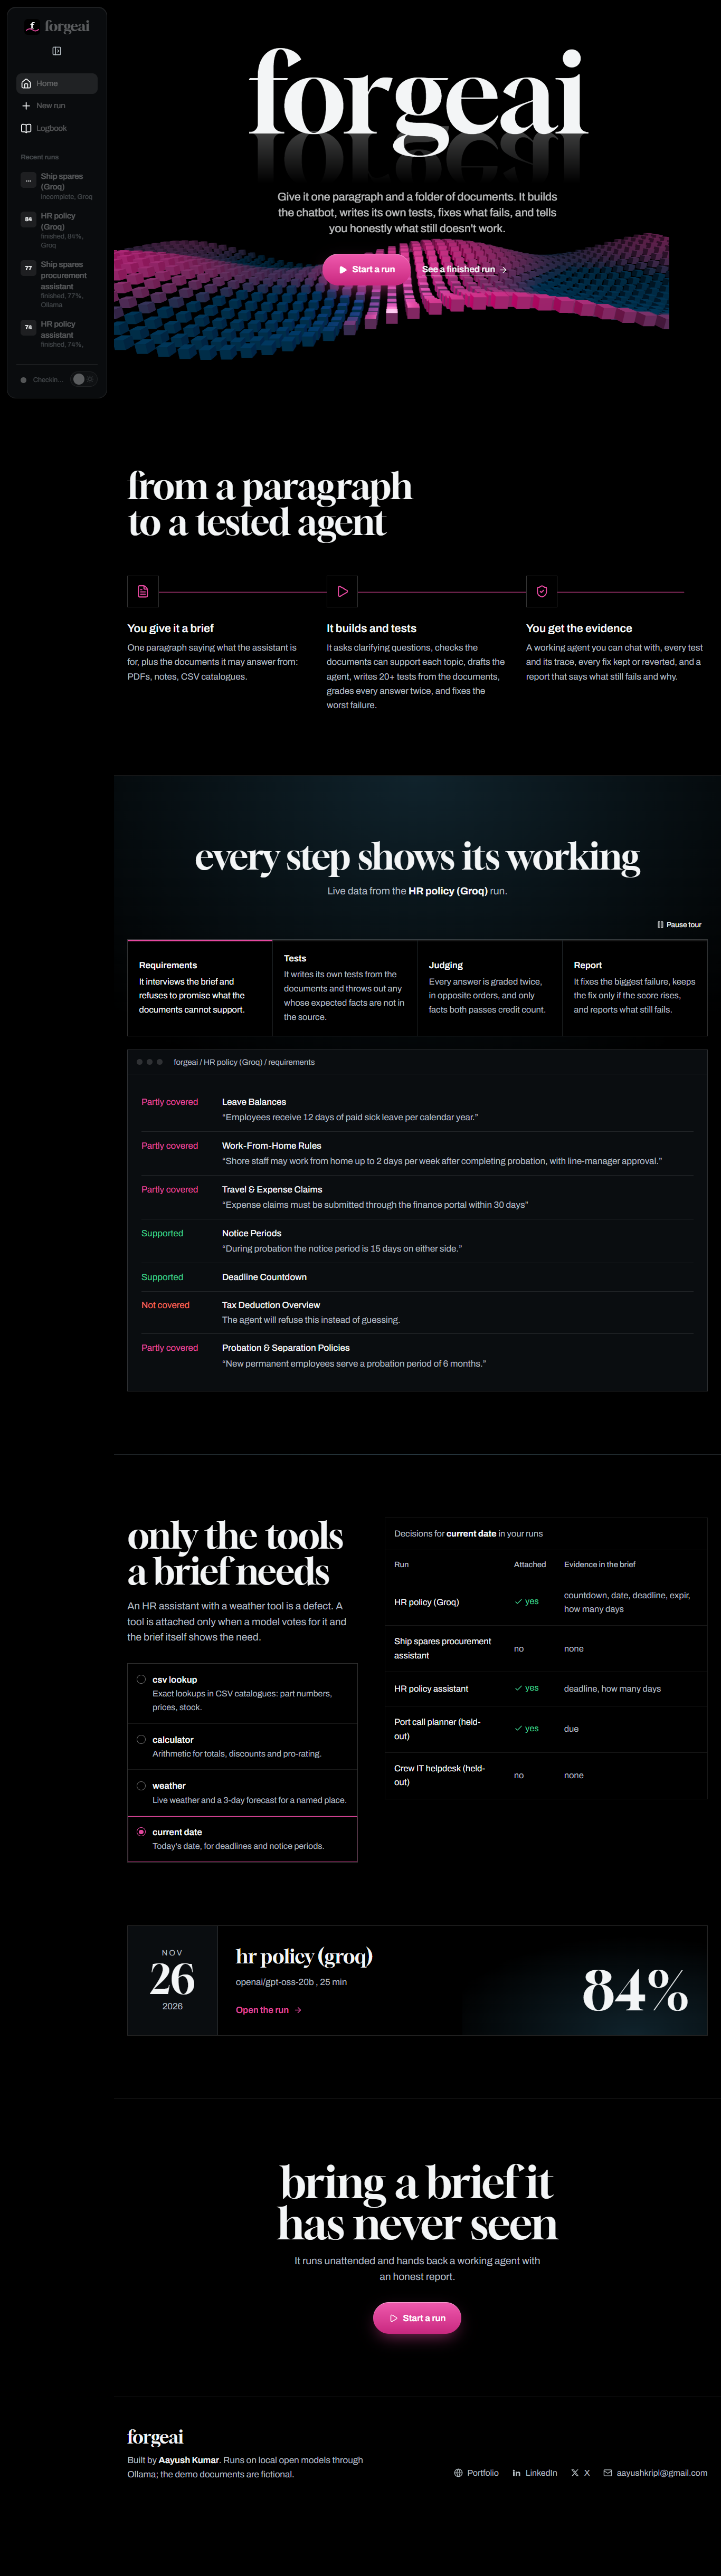 forgeai
Home
New run
Logbook
Recent runs
Ship spares
(Groq)
incomplete, Groq
84
HR policy
(Groq)
finished, 84%,
Groq
77
Ship spares
procurement
assistant
finished, 77%,
Ollama
74
HR policy
assistant
finished, 74%,
Checkin...
forgeai
Give it one paragraph and a folder of documents. It builds
the chatbot, writes its own tests, fixes what fails, and tells
you honestly what still doesn't work.
Start a run
See a finished run →
from a paragraph
to a tested agent
You give it a brief
One paragraph saying what the assistant is
for, plus the documents it may answer from:
PDFs, notes, CSV catalogues.
It builds and tests
It asks clarifying questions, checks the
documents can support each topic, drafts the
agent, writes 20+ tests from the documents,
grades every answer twice, and fixes the
worst failure.
You get the evidence
A working agent you can chat with, every test
and its trace, every fix kept or reverted, and a
report that says what still fails and why.
every step shows its working
Live data from the HR policy (Groq) run.
Pause tour
Requirements
It interviews the brief and
refuses to promise what the
documents cannot support.
Tests
It writes its own tests from the
documents and throws out any
whose expected facts are not in
the source.
Judging
Every answer is graded twice,
in opposite orders, and only
facts both passes credit count.
Report
It fixes the biggest failure, keeps
the fix only if the score rises,
and reports what still fails.
forgeai / HR policy (Groq) / requirements
Partly covered Leave Balances
“Employees receive 12 days of paid sick leave per calendar year.”
Partly covered Work-From-Home Rules
“Shore staff may work from home up to 2 days per week after completing probation, with line-manager approval.”
Partly covered Travel & Expense Claims
“Expense claims must be submitted through the finance portal within 30 days”
Supported Notice Periods
“During probation the notice period is 15 days on either side.”
Supported Deadline Countdown
Not covered Tax Deduction Overview
The agent will refuse this instead of guessing.
Partly covered Probation & Separation Policies
“New permanent employees serve a probation period of 6 months.”
only the tools
a brief needs
An HR assistant with a weather tool is a defect. A
tool is attached only when a model votes for it and
the brief itself shows the need.
csv lookup
Exact lookups in CSV catalogues: part numbers,
prices, stock.
calculator
Arithmetic for totals, discounts and pro-rating.
weather
Live weather and a 3-day forecast for a named place.
current date
Today's date, for deadlines and notice periods.
Decisions for current date in your runs
Run Attached Evidence in the brief
HR policy (Groq) ✓ yes countdown, date, deadline, expir,
how many days
Ship spares procurement
assistant no none
HR policy assistant ✓ yes deadline, how many days
Port call planner (held-
out) ✓ yes due
Crew IT helpdesk (held-
out) no none
NOV
26
2026
hr policy (groq)
openai/gpt-oss-20b , 25 min
Open the run →
84%
bring a brief it
has never seen
It runs unattended and hands back a working agent with
an honest report.
Start a run
forgeai
Built by Aayush Kumar. Runs on local open models through
Ollama; the demo documents are fictional.
Portfolio
LinkedIn
X
aayushkripl@gmail.com